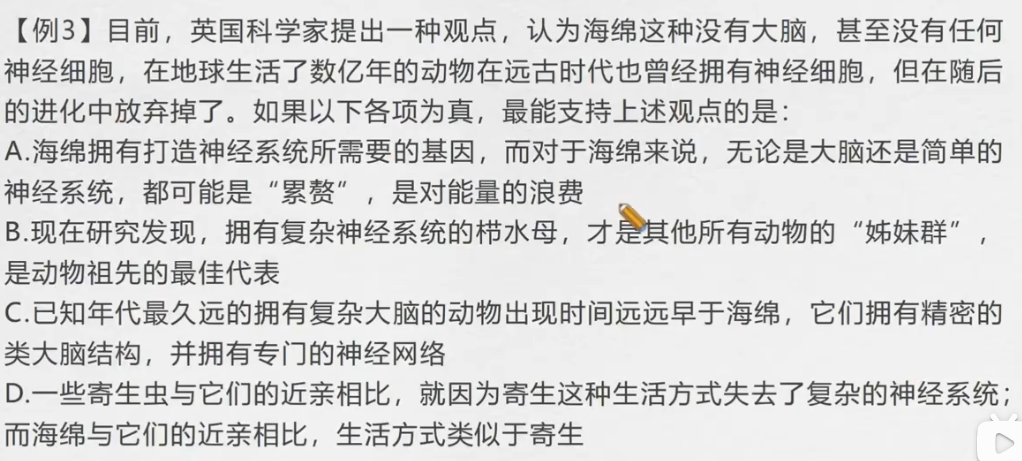 【例3】目前，英国科学家提出一种观点，认为海绵这种没有大脑，甚至没有任何
神经细胞，在地球生活了数亿年的动物在远古时代也曾经拥有神经细胞，但在随后
的进化中放弃掉了。如果以下各项为真，最能支持上述观点的是：
A.海绵拥有打造神经系统所需要的基因，而对于海绵来说，无论是大脑还是简单的
神经系统，都可能是“累赘”，是对能量的浪费
B.现在研究发现，拥有复杂神经系统的栉水母，才是其他所有动物的“姊妹群”，
是动物祖先的最佳代表
C.已知年代最久远的拥有复杂大脑的动物出现时间远远早于海绵，它们拥有精密的
类大脑结构，并拥有专门的神经网络
D.一些寄生虫与它们的近亲相比，就因为寄生这种生活方式失去了复杂的神经系统；
而海绵与它们的近亲相比，生活方式类似于寄生